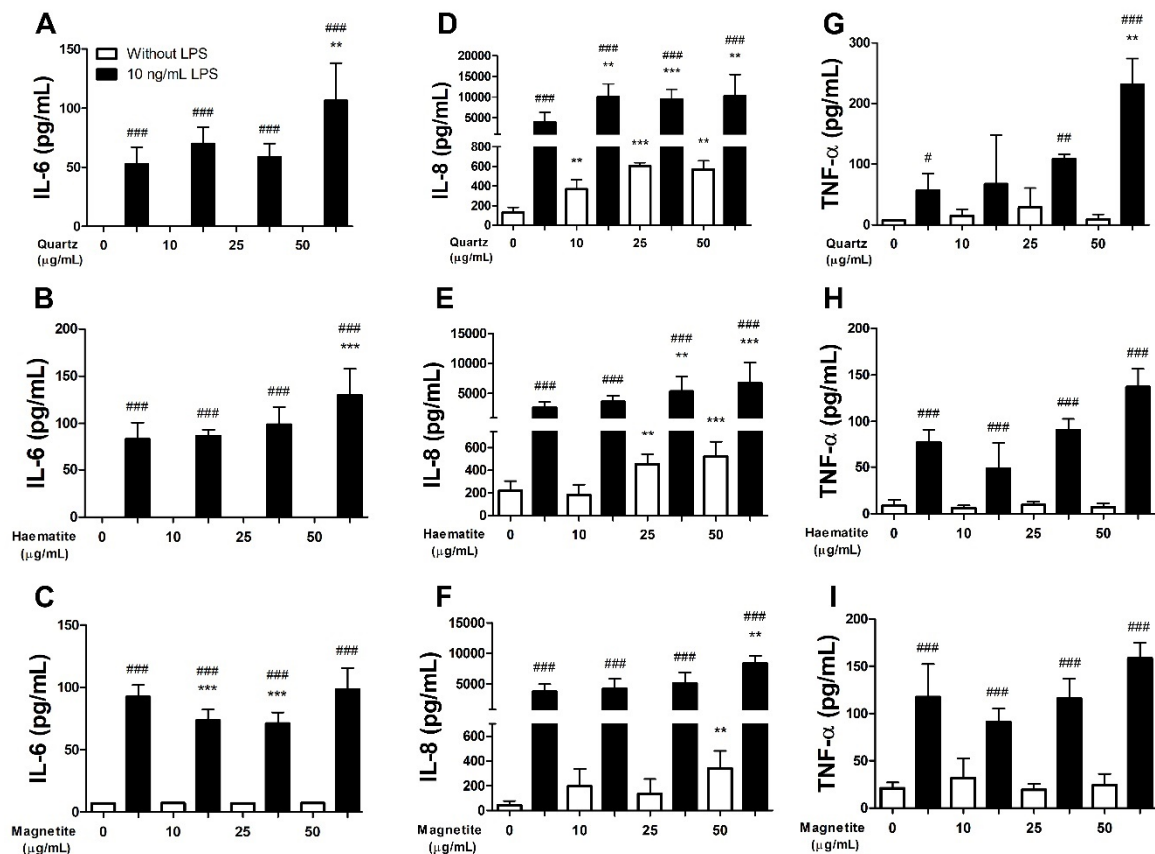 A
IL-6 (pg/mL)
150
100
50
0
Without LPS
10 ng/mL LPS
###
###
###
###
**
Quartz
(μg/mL)
0 10 25 50
D
IL-8 (pg/mL)
20000
15000
10000
5000
800
600
400
200
0
###
**
###
**
###
***
***
###
**
**
Quartz
(μg/mL)
0 10 25 50
G
TNF-α (pg/mL)
300
200
100
0
#
##
###
**
Quartz
(μg/mL)
0 10 25 50
B
IL-6 (pg/mL)
200
150
100
50
0
###
###
###
###
***
Haematite
(μg/mL)
0 10 25 50
E
IL-8 (pg/mL)
15000
10000
5000
600
400
200
0
###
###
**
###
**
***
###
***
Haematite
(μg/mL)
0 10 25 50
H
TNF-α (pg/mL)
200
150
100
50
0
###
###
###
###
Haematite
(μg/mL)
0 10 25 50
C
IL-6 (pg/mL)
150
100
50
0
###
###
***
###
***
###
Magnetite
(μg/mL)
0 10 25 50
F
IL-8 (pg/mL)
15000
10000
5000
600
400
200
0
###
###
###
**
###
**
Magnetite
(μg/mL)
0 10 25 50
I
TNF-α (pg/mL)
200
150
100
50
0
###
###
###
###
Magnetite
(μg/mL)
0 10 25 50